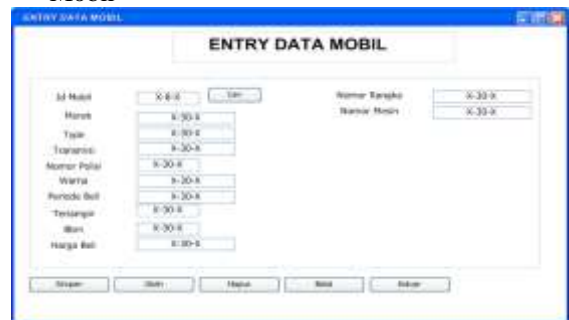 Mobil
ENTRY DATA MOBIL
ENTRY DATA MOBIL
Id Mobil X-8-X Cari Nomor Rangka X-30-X
Merek X-30-X Nomor Mesin X-30-X
Type X-30-X
Transmisi X-30-X
Nomor Polisi X-30-X
Warna X-30-X
Periode Beli X-30-X
X-30-X
X-30-X
Harga Beli X-30-X
Simpan Ubah Hapus Batal Keluar